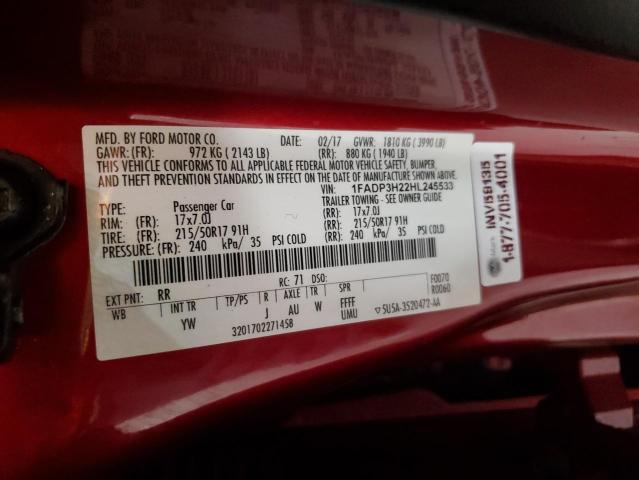 MFD. BY FORD MOTOR CO.
DATE: 02/17 GVWR: 1810 KG ( 3990 LB)
GAWR: (FR): 972 KG ( 2143 LB) (RR): 880 KG ( 1940 LB)
THIS VEHICLE CONFORMS TO ALL APPLICABLE FEDERAL MOTOR VEHICLE SAFETY, BUMPER,
AND THEFT PREVENTION STANDARDS IN EFFECT ON THE DATE OF MANUFACTURE SHOWN ABOVE.
VIN: 1FADP3H22HL245533
TYPE: Passenger Car TRAILER TOWING - SEE OWNER GUIDE
RIM: (FR): 17x7.0J (RR): 17x7.0J
TIRE: (FR): 215/50R17 91H (RR): 215/50R17 91H
PRESSURE: (FR): 240 kPa/ 35 PSI COLD (RR): 240 kPa/ 35 PSI COLD
EXT PNT: RR RC: 71 DSO: F0070
R0060
WB INT TR TP/PS R AXLE TR SPR
YW J AU W FFFF
UMU
3201702271458 5U5A-3520472-AA
INV158135
1-877-705-4001